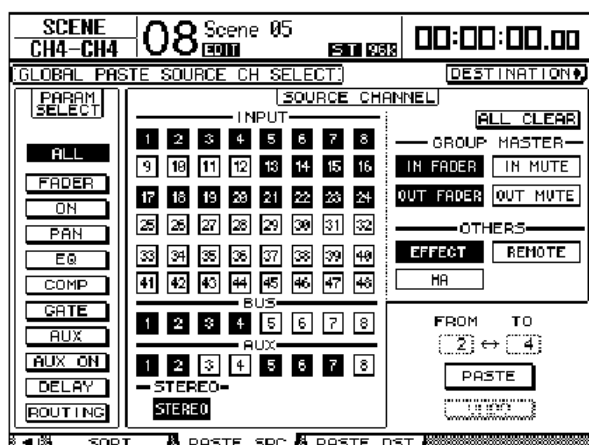 SCENE
CH4-CH4
08
Scene 05
EDIT
ST 96K
00:00:00.00
GLOBAL PASTE SOURCE CH SELECT
DESTINATION
PARAM SELECT
ALL
FADER
ON
PAN
EQ
COMP
GATE
AUX
AUX ON
DELAY
ROUTING
SOURCE CHANNEL
INPUT
1 2 3 4 5 6 7 8
9 10 11 12 13 14 15 16
17 18 19 20 21 22 23 24
25 26 27 28 29 30 31 32
33 34 35 36 37 38 39 40
41 42 43 44 45 46 47 48
BUS
1 2 3 4 5 6 7 8
AUX
1 2 3 4 5 6 7 8
STEREO
STEREO
ALL CLEAR
GROUP MASTER
IN FADER IN MUTE
OUT FADER OUT MUTE
OTHERS
EFFECT REMOTE
HA
FROM TO
2 ↔ 4
PASTE
UNDO
SORT PASTE SRC PASTE DST